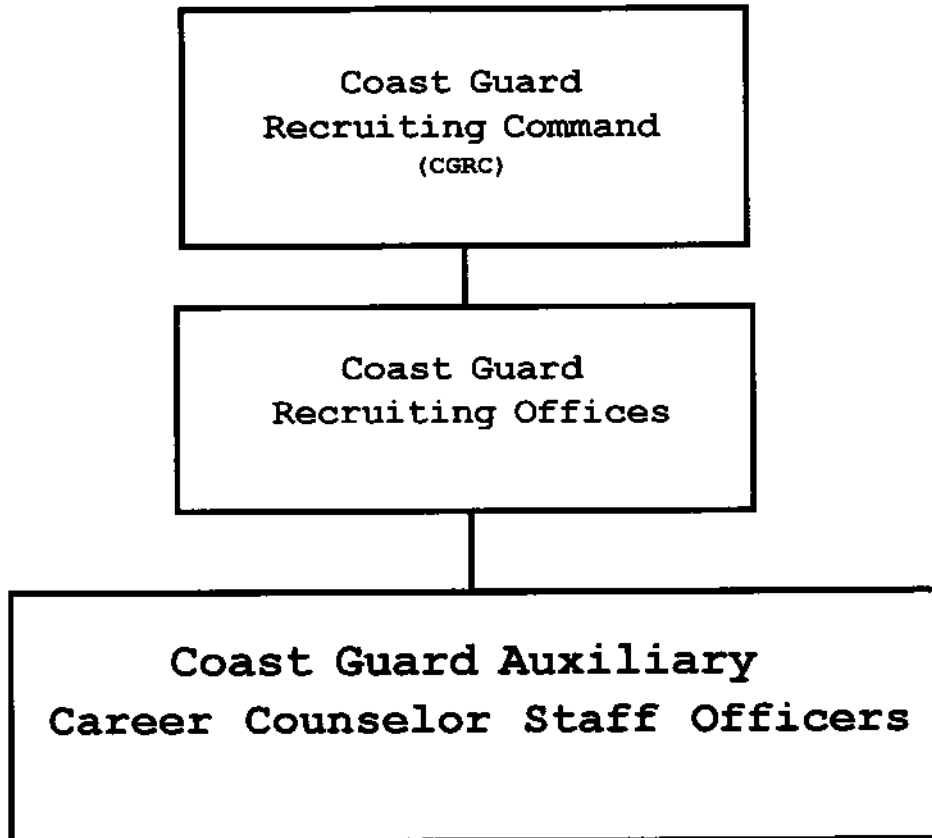 Coast Guard
Recruiting Command
(CGRC)
Coast Guard
Recruiting Offices
Coast Guard Auxiliary
Career Counselor Staff Officers